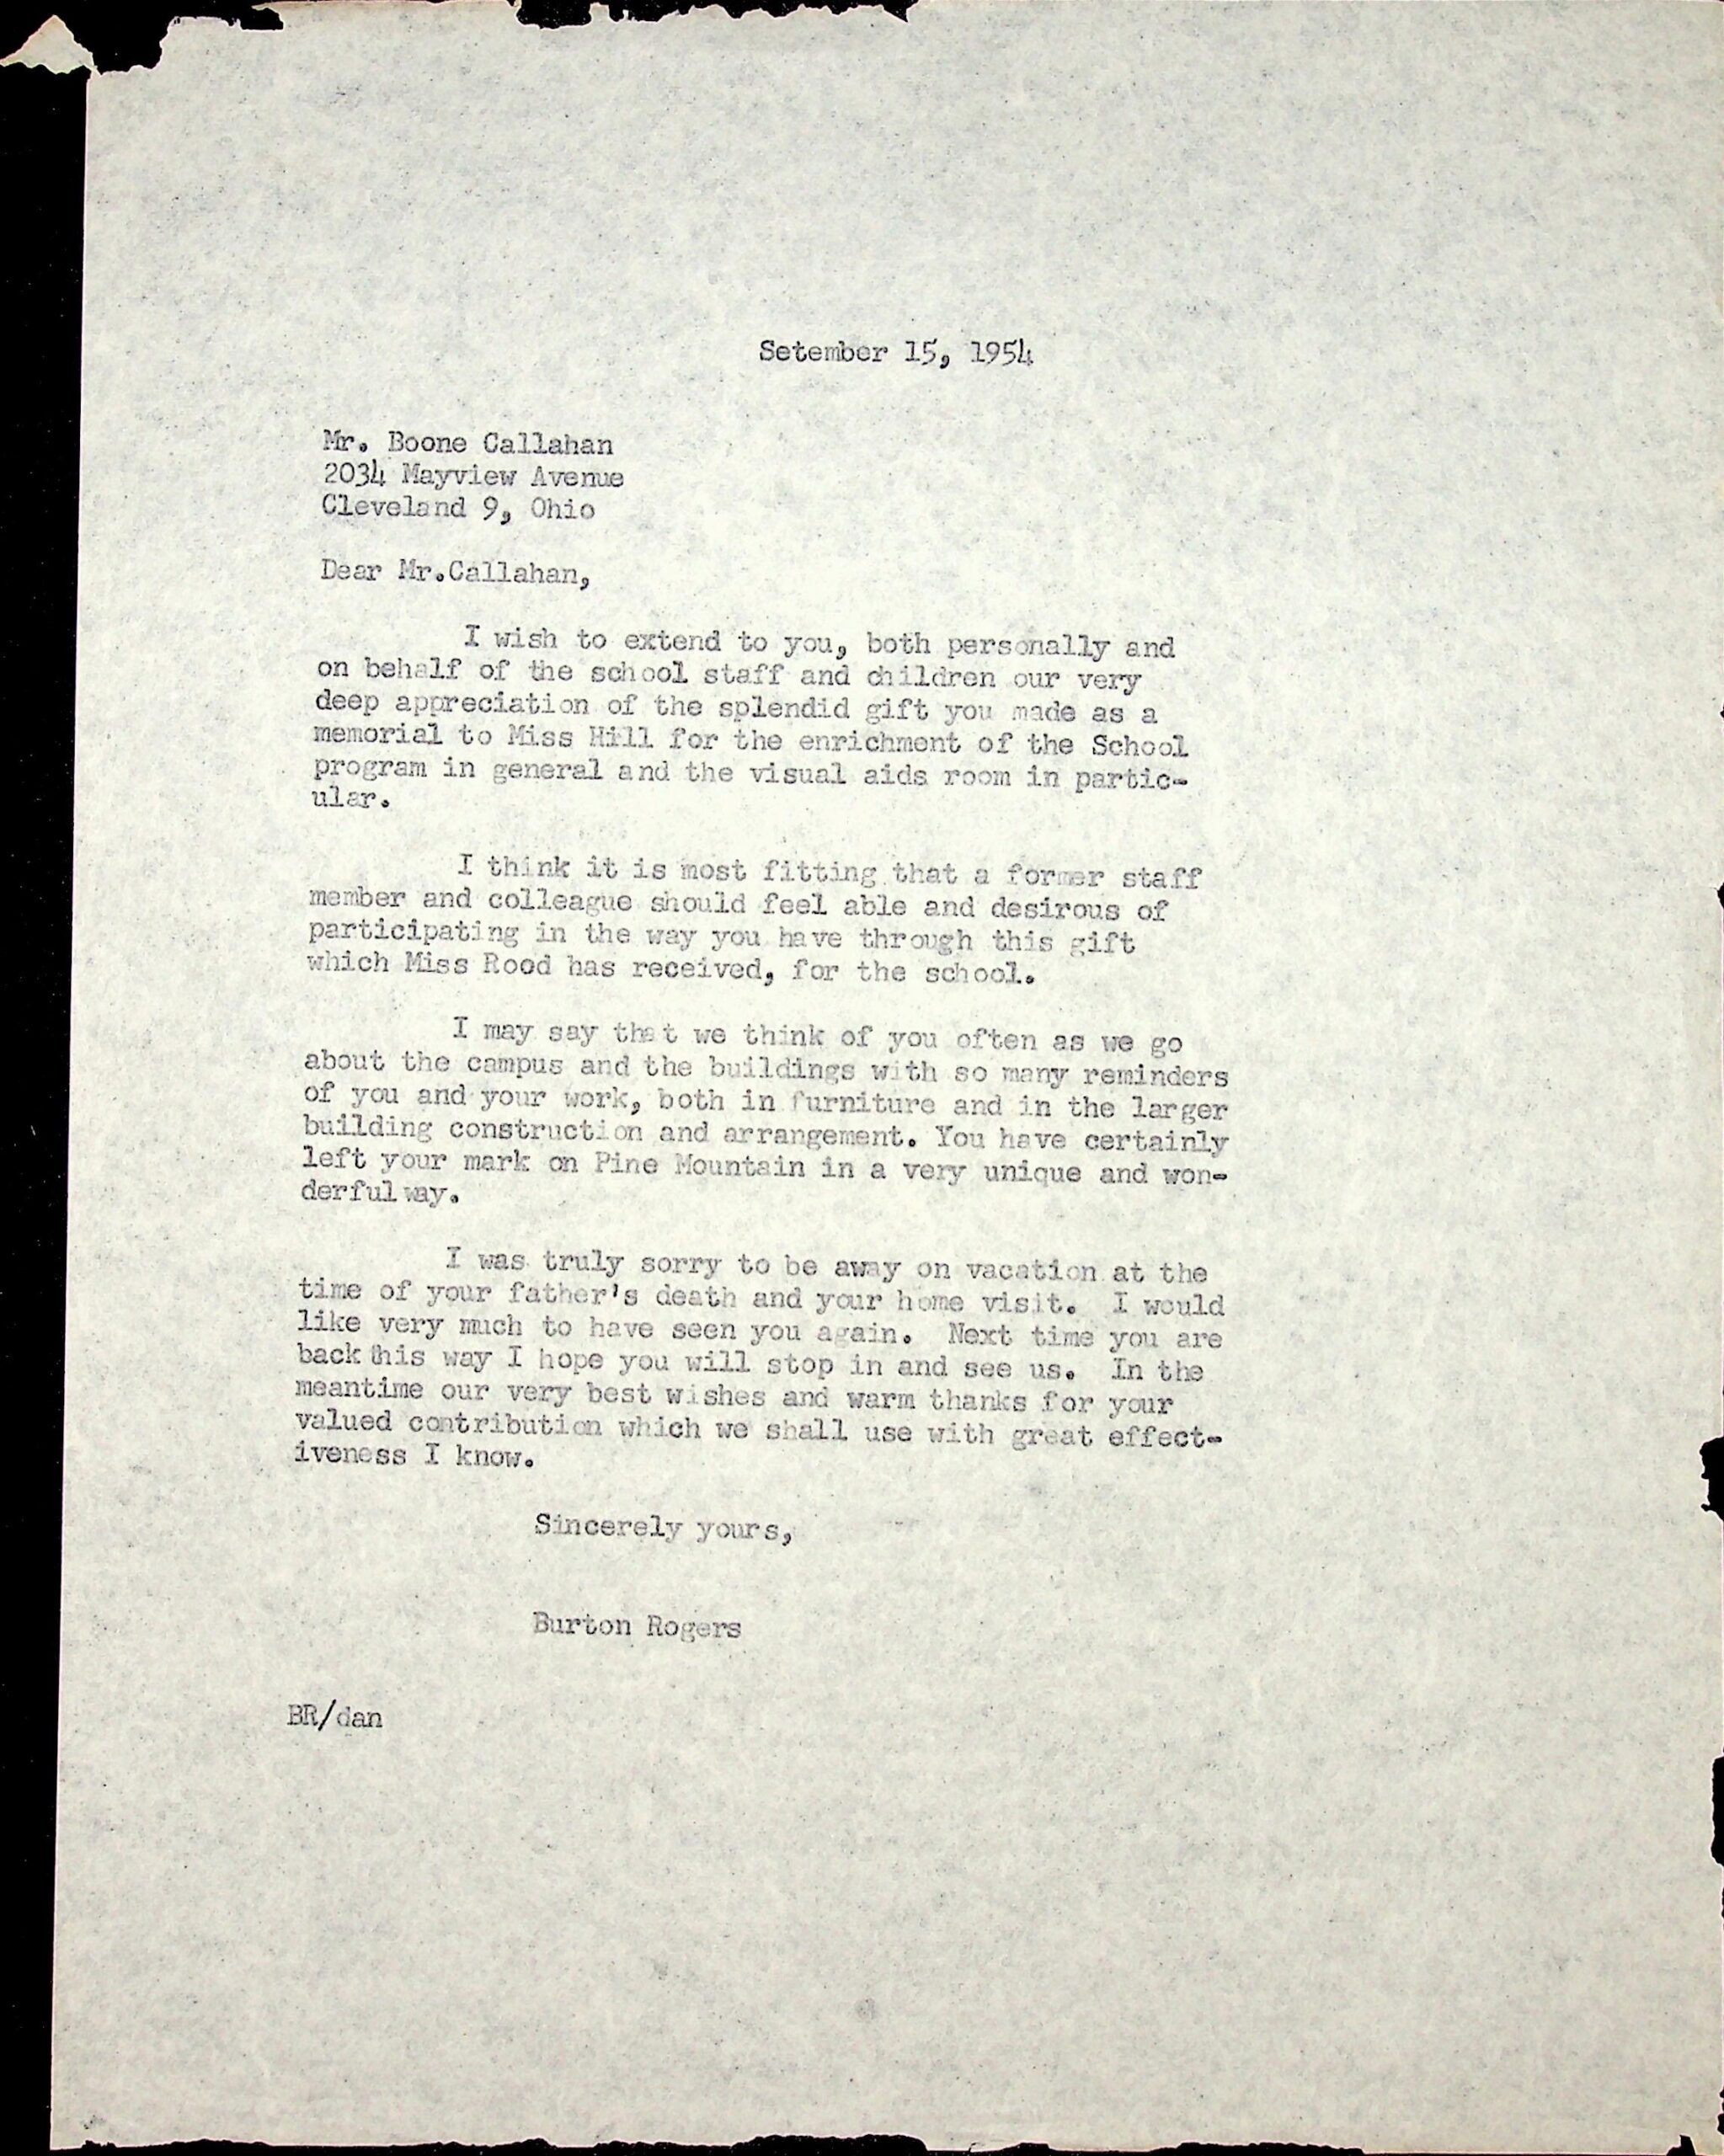 Setember 15, 1954
Mr. Boone Callahan
2034 Mayview Avenue
Cleveland 9, Ohio
Dear Mr.Callahan,
I wish to extend to you, both personally and
on behalf of the school staff and children our very
deep appreciation of the splendid gift you made as a
memorial to Miss Hill for the enrichment of the School
program in general and the visual aids room in partic-
ular.
I think it is most fitting that a former staff
member and colleague should feel able and desirous of
participating in the way you have through this gift
which Miss Rood has received, for the school.
I may say that we think of you often as we go
about the campus and the buildings with so many reminders
of you and your work, both in furniture and in the larger
building construction and arrangement. You have certainly
left your mark on Pine Mountain in a very unique and won-
derful way.
I was truly sorry to be away on vacation at the
time of your father's death and your home visit. I would
like very much to have seen you again. Next time you are
back this way I hope you will stop in and see us. In the
meantime our very best wishes and warm thanks for your
valued contribution which we shall use with great effect-
iveness I know.
Sincerely yours,
Burton Rogers
BR/dan